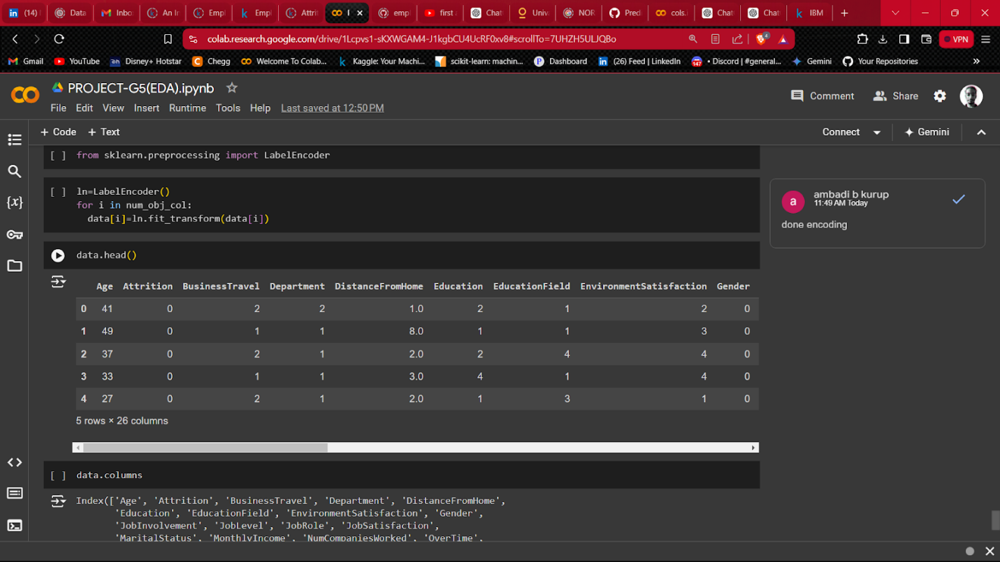 (14)
Data
Inbo
An In
Empl
Empl
Attri
emp
first
Chat
Univ
NOR
Pred
cols.i
Chat
Chat
IBM
colab.research.google.com/drive/1Lcpvs1-sKXWGAM4-J1kgbCU4UcRF0xv8#scrollTo=7UHZH5ULJQBo
4
VPN
Gmail
YouTube
Disney+ Hotstar
Chegg
Welcome To Colab...
Kaggle: Your Machi...
scikit-learn: machin...
Dashboard
(26) Feed | LinkedIn
147
• Discord | #general...
Gemini
Your Repositories
PROJECT-G5(EDA).ipynb
File Edit View Insert Runtime Tools Help Last saved at 12:50 PM
Comment
Share
+ Code + Text
Connect
Gemini
[ ] from sklearn.preprocessing import LabelEncoder
[ ] ln=LabelEncoder()
for i in num_obj_col:
data[i]=ln.fit_transform(data[i])
a
ambadi b kurup
11:49 AM Today
done encoding
data.head()
Age Attrition BusinessTravel Department DistanceFromHome Education EducationField EnvironmentSatisfaction Gender
0 41 0 2 2 1.0 2 1 2 0
1 49 0 1 1 8.0 1 1 3 0
2 37 0 2 1 2.0 2 4 4 0
3 33 0 1 1 3.0 4 1 4 0
4 27 0 2 1 2.0 1 3 1 0
5 rows × 26 columns
[ ] data.columns
Index(['Age', 'Attrition', 'BusinessTravel', 'Department', 'DistanceFromHome',
'Education', 'EducationField', 'EnvironmentSatisfaction', 'Gender',
'JobInvolvement', 'JobLevel', 'JobRole', 'JobSatisfaction',
'MaritalStatus', 'MonthlyIncome', 'NumCompaniesWorked', 'OverTime',